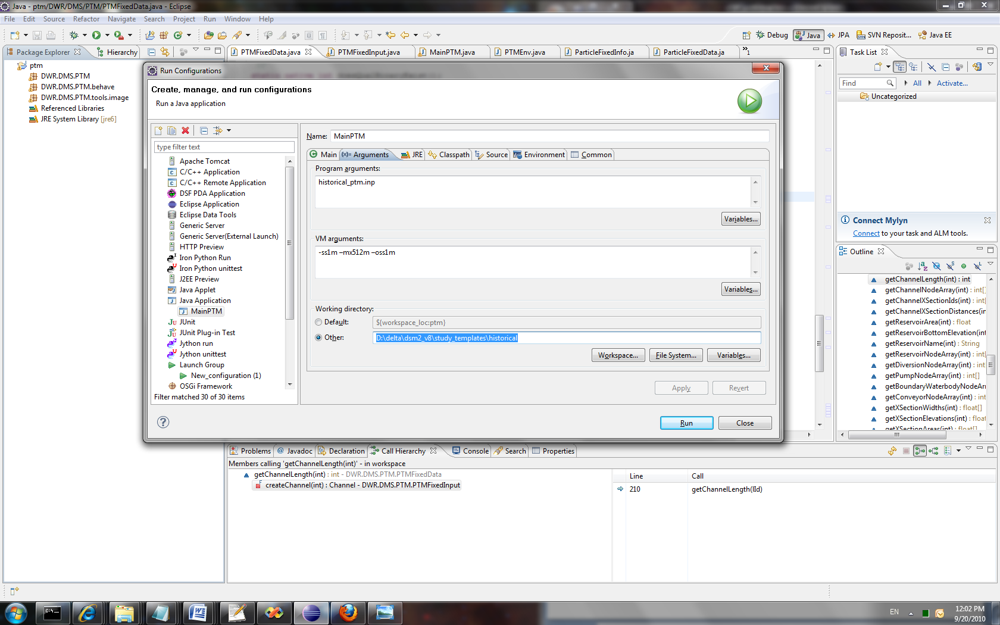 Java - ptm/DWR/DMS/PTM/PTMFixedData.java - Eclipse
File Edit Source Refactor Navigate Search Project Run Window Help
Debug Java JPA SVN Reposit... Java EE
Package Explorer Hierarchy
ptm
DWR.DMS.PTM
DWR.DMS.PTM.behave
DWR.DMS.PTM.tools.image
Referenced Libraries
JRE System Library [jre6]
PTMFixedData.java PTMFixedInput.java MainPTM.java PTMEnv.java ParticleFixedInfo.ja ParticleFixedData.ja »1
Run Configurations
Create, manage, and run configurations
Run a Java application
type filter text
Apache Tomcat
C/C++ Application
C/C++ Remote Application
DSF PDA Application
Eclipse Application
Eclipse Data Tools
Generic Server
Generic Server(External Launch)
HTTP Preview
Iron Python Run
Iron Python unittest
J2EE Preview
Java Applet
Java Application
MainPTM
JUnit
JUnit Plug-in Test
Jython run
Jython unittest
Launch Group
New_configuration (1)
OSGi Framework
Filter matched 30 of 30 items
Name: MainPTM
Main (x)= Arguments JRE Classpath Source Environment Common
Program arguments:
historical_ptm.inp
Variables...
VM arguments:
-ss1m –mx512m –oss1m
Variables...
Working directory:
Default: ${workspace_loc:ptm}
Other: D:\delta\dsm2_v8\study_templates\historical
Workspace... File System... Variables...
Apply Revert
Run Close
Task List
Find All Activate...
Uncategorized
Connect Mylyn
Connect to your task and ALM tools.
Outline
getChannelLength(int) : int
getChannelNodeArray(int) : int[]
getChannelXSectionIds(int) : int[
getChannelXSectionDistances(in
getReservoirArea(int) : float
getReservoirBottomElevation(int
getReservoirName(int) : String
getReservoirNodeArray(int) : int[
getDiversionNodeArray(int) : int
getPumpNodeArray(int) : int[]
getBoundaryWaterbodyNodeArr
getConveyorNodeArray(int) : int
getXSectionWidths(int) : float[]
getXSectionElevations(int) : float
getXSectionAreas(int) : float[]
Problems @ Javadoc Declaration Call Hierarchy Console Search Properties
Members calling 'getChannelLength(int)' - in workspace
getChannelLength(int) : int - DWR.DMS.PTM.PTMFixedData
createChannel(int) : Channel - DWR.DMS.PTM.PTMFixedInput
Line Call
210 getChannelLength(lId)
EN
12:02 PM
9/20/2010